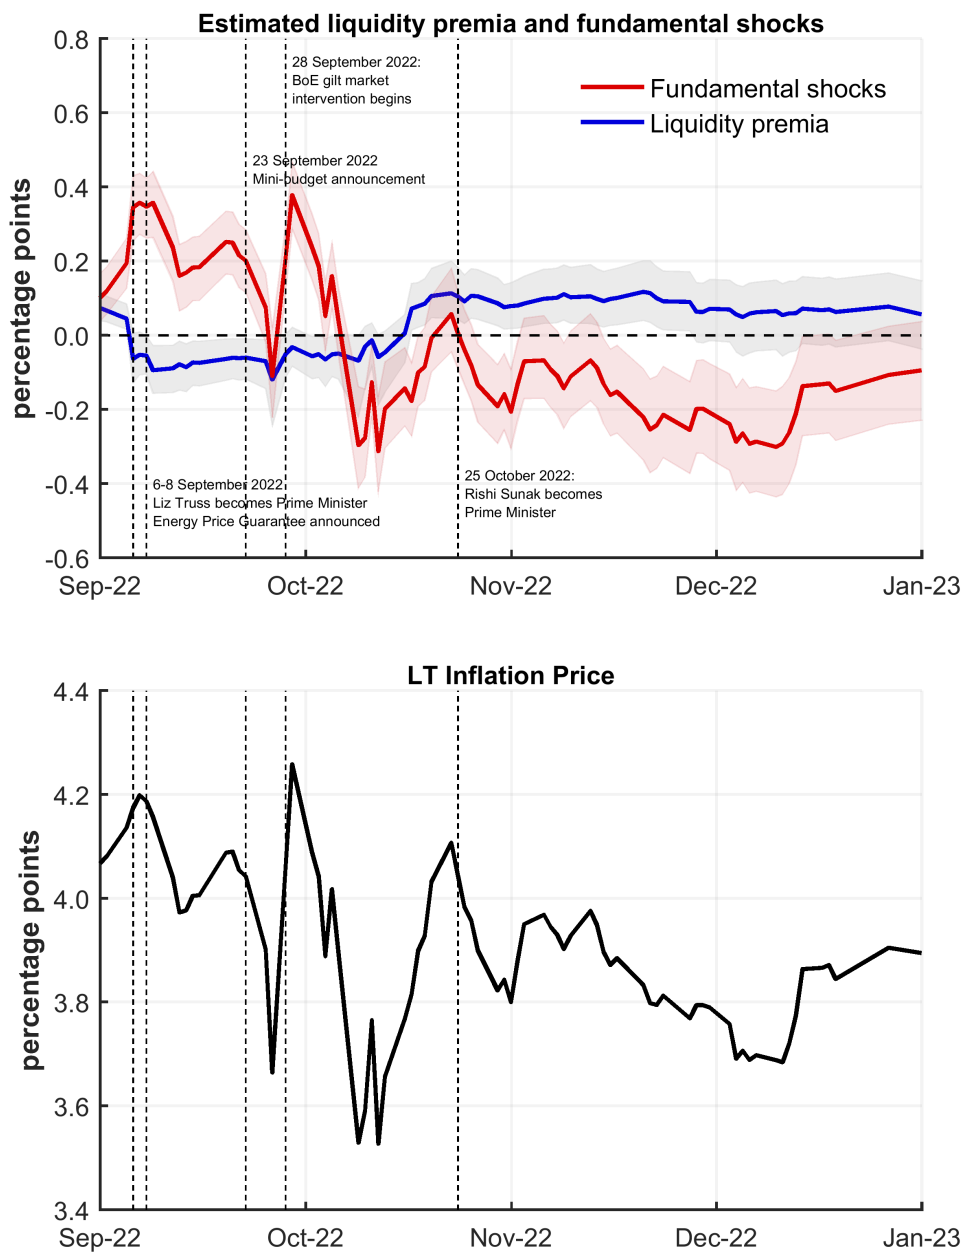 Estimated liquidity premia and fundamental shocks
0.8
28 September 2022:
BoE gilt market
intervention begins
Fundamental shocks
Liquidity premia
0.6
23 September 2022
Mini-budget announcement
0.4
0.2
0.0
-0.2
-0.4
-0.6
percentage points
6-8 September 2022
Liz Truss becomes Prime Minister
Energy Price Guarantee announced
25 October 2022:
Rishi Sunak becomes
Prime Minister
Sep-22 Oct-22 Nov-22 Dec-22 Jan-23
LT Inflation Price
4.4
4.2
4.0
3.8
3.6
3.4
percentage points
Sep-22 Oct-22 Nov-22 Dec-22 Jan-23